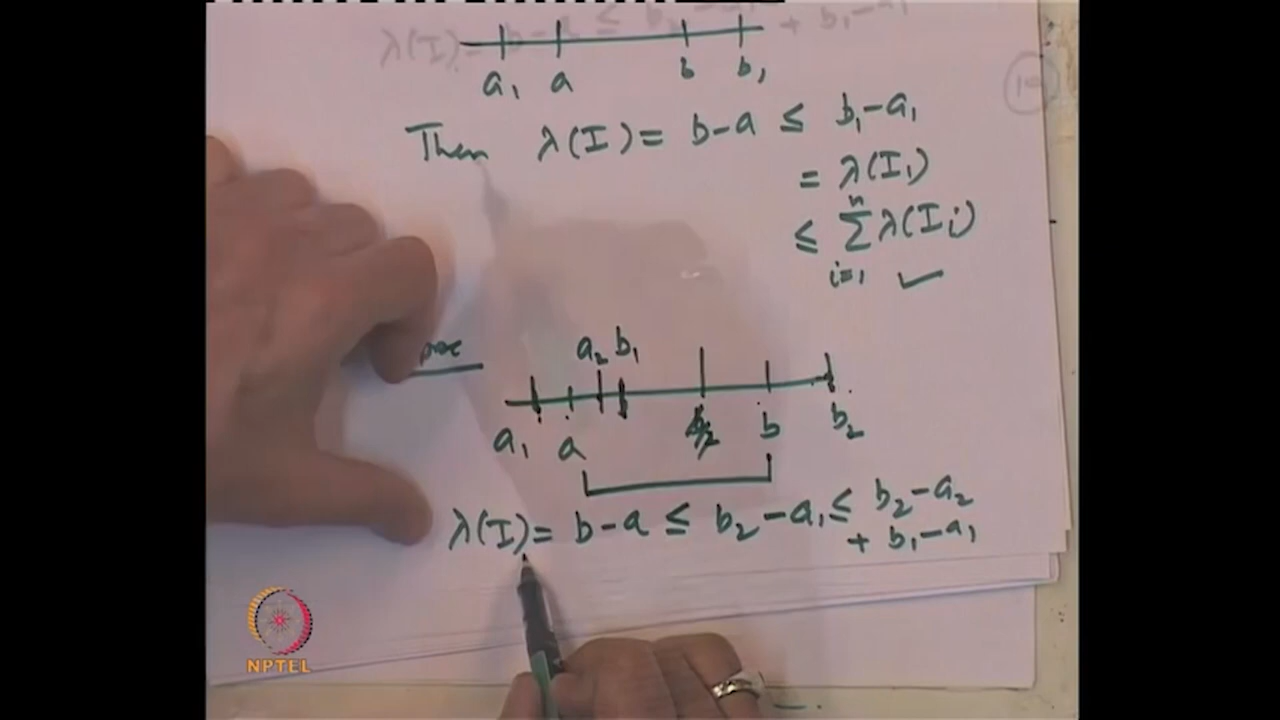 a₁ a b b₁
Then λ(I) = b-a ≤ b₁-a₁
= λ(I₁)
≤ Σⁿᵢ₌₁ λ(Iᵢ) ✓
a₂ b₁
a₁ a b b₂
λ(I) = b-a ≤ b₂-a₁ ≤ b₂-a₂
+ b₁-a₁
NPTEL